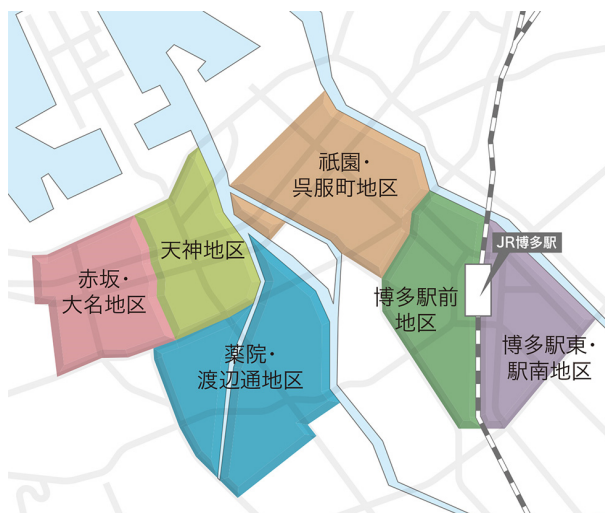 祇園・
呉服町地区
JR博多駅
天神地区
赤坂・
大名地区
博多駅前
地区
薬院・
渡辺通地区
博多駅東・
駅南地区